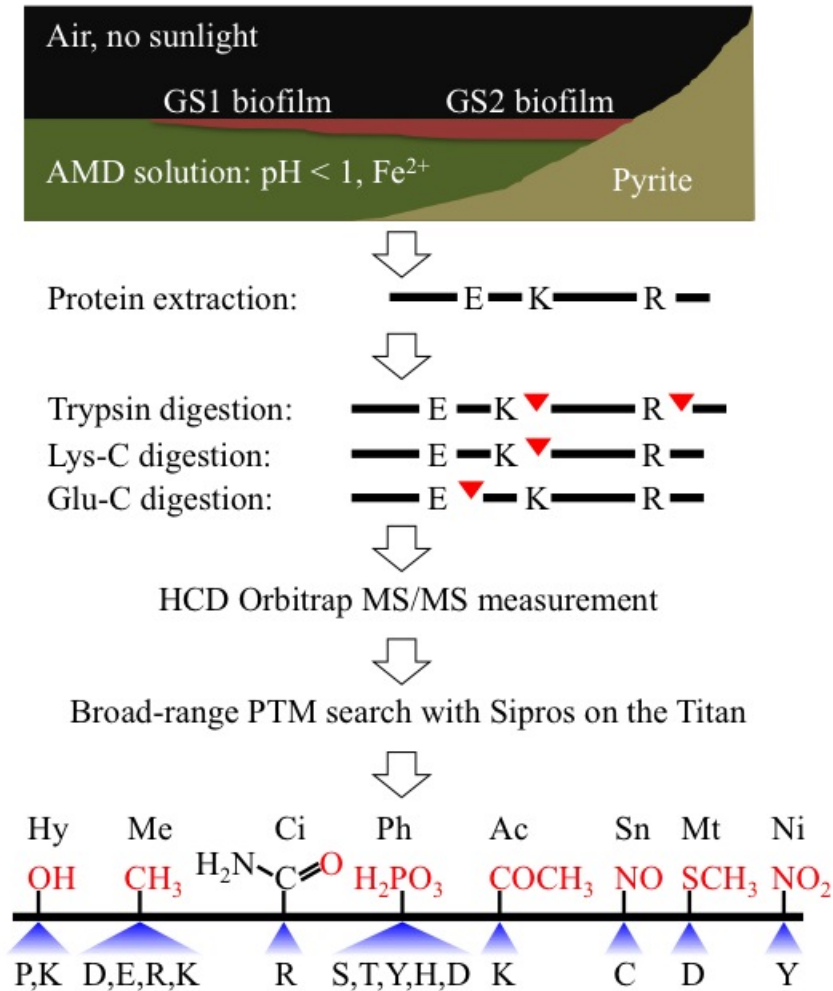 Air, no sunlight
GS1 biofilm GS2 biofilm
AMD solution: pH < 1, Fe²⁺
Pyrite
Protein extraction: E K R
Trypsin digestion: E K R
Lys-C digestion: E K R
Glu-C digestion: E K R
HCD Orbitrap MS/MS measurement
Broad-range PTM search with Sipros on the Titan
Hy Me Ci Ph Ac Sn Mt Ni
OH CH₃ H₂N C O H₂PO₃ COCH₃ NO SCH₃ NO₂
P,K D,E,R,K R S,T,Y,H,D K C D Y